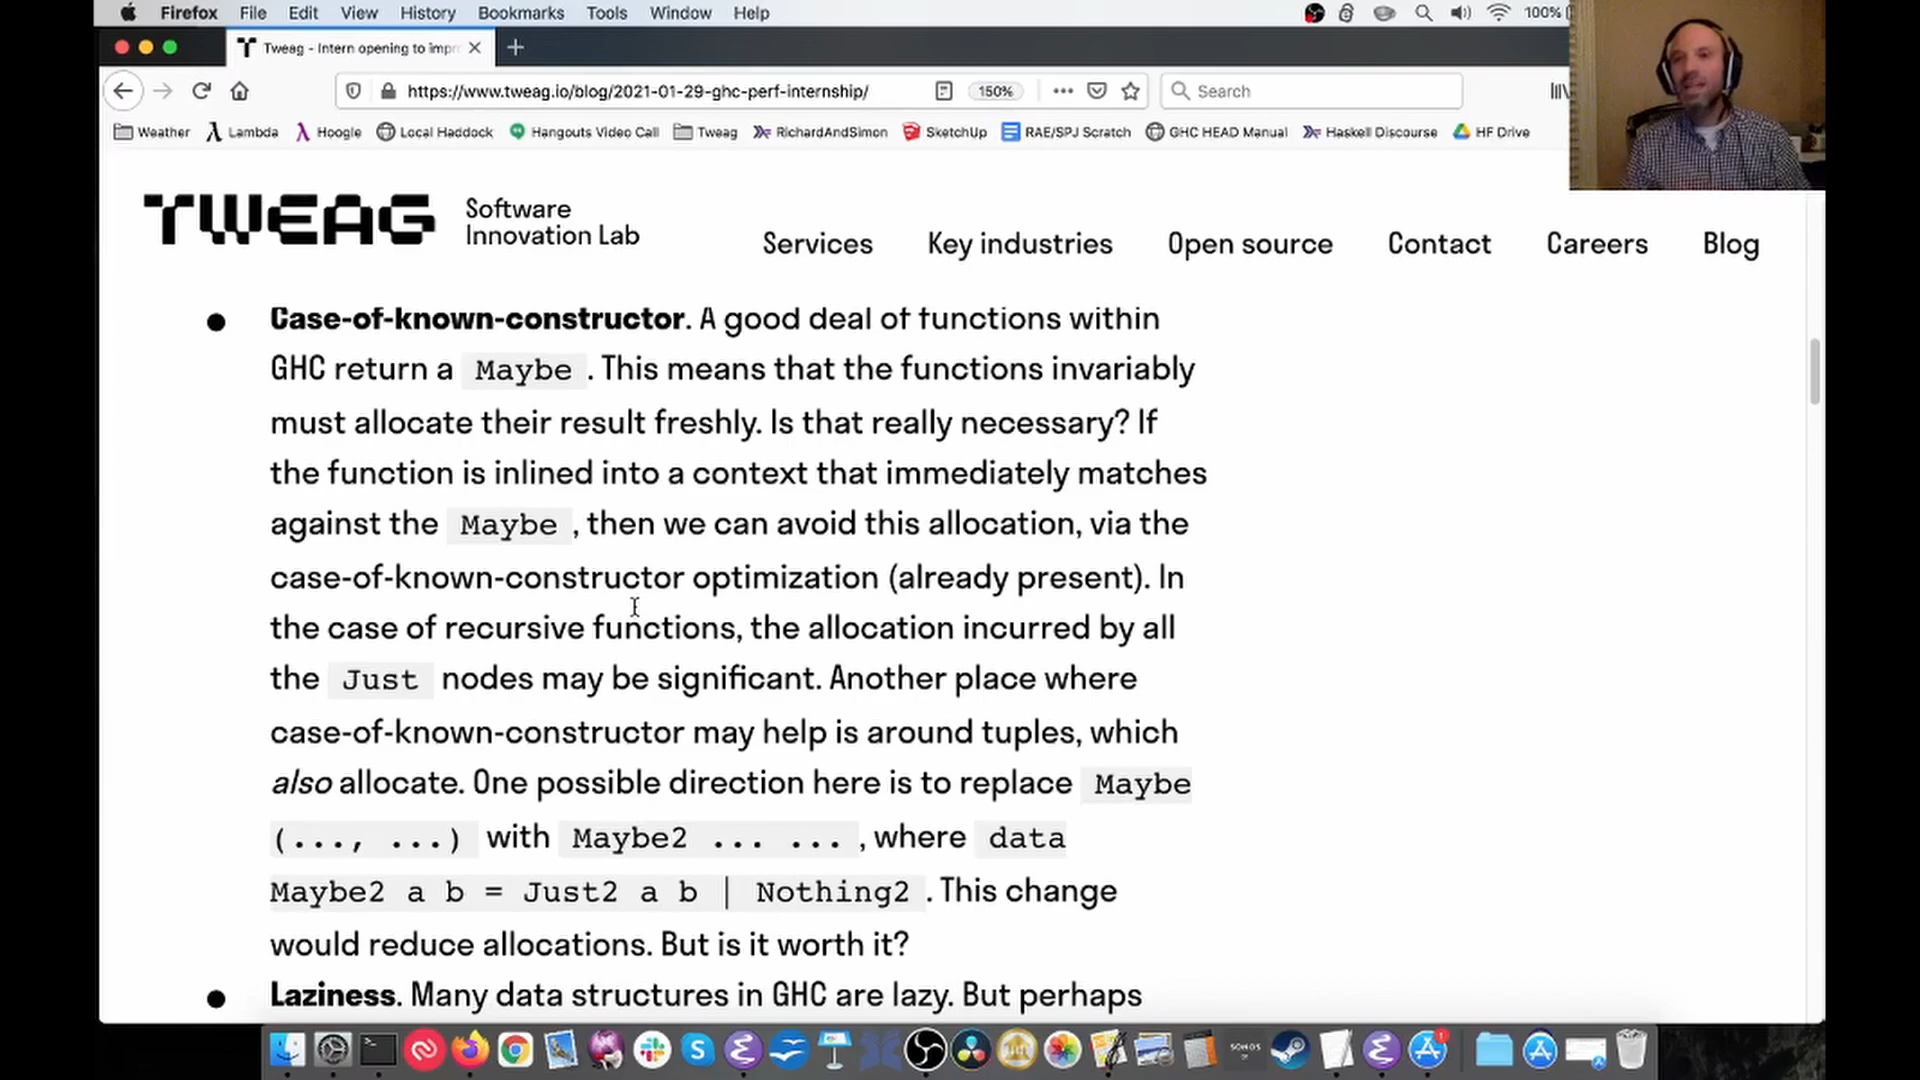 Firefox File Edit View History Bookmarks Tools Window Help 100%
Tweag - Intern opening to impr
https://www.tweag.io/blog/2021-01-29-ghc-perf-internship/ 150% Search
Weather Lambda Hoogle Local Haddock Hangouts Video Call Tweag RichardAndSimon SketchUp RAE/SPJ Scratch GHC HEAD Manual Haskell Discourse HF Drive
TWEAG Software
Innovation Lab
Services Key industries Open source Contact Careers Blog
Case-of-known-constructor. A good deal of functions within
GHC return a Maybe . This means that the functions invariably
must allocate their result freshly. Is that really necessary? If
the function is inlined into a context that immediately matches
against the Maybe , then we can avoid this allocation, via the
case-of-known-constructor optimization (already present). In
the case of recursive functions, the allocation incurred by all
the Just nodes may be significant. Another place where
case-of-known-constructor may help is around tuples, which
also allocate. One possible direction here is to replace Maybe
(..., ...) with Maybe2 ... ... , where data
Maybe2 a b = Just2 a b | Nothing2 . This change
would reduce allocations. But is it worth it?
Laziness. Many data structures in GHC are lazy. But perhaps
SONOS